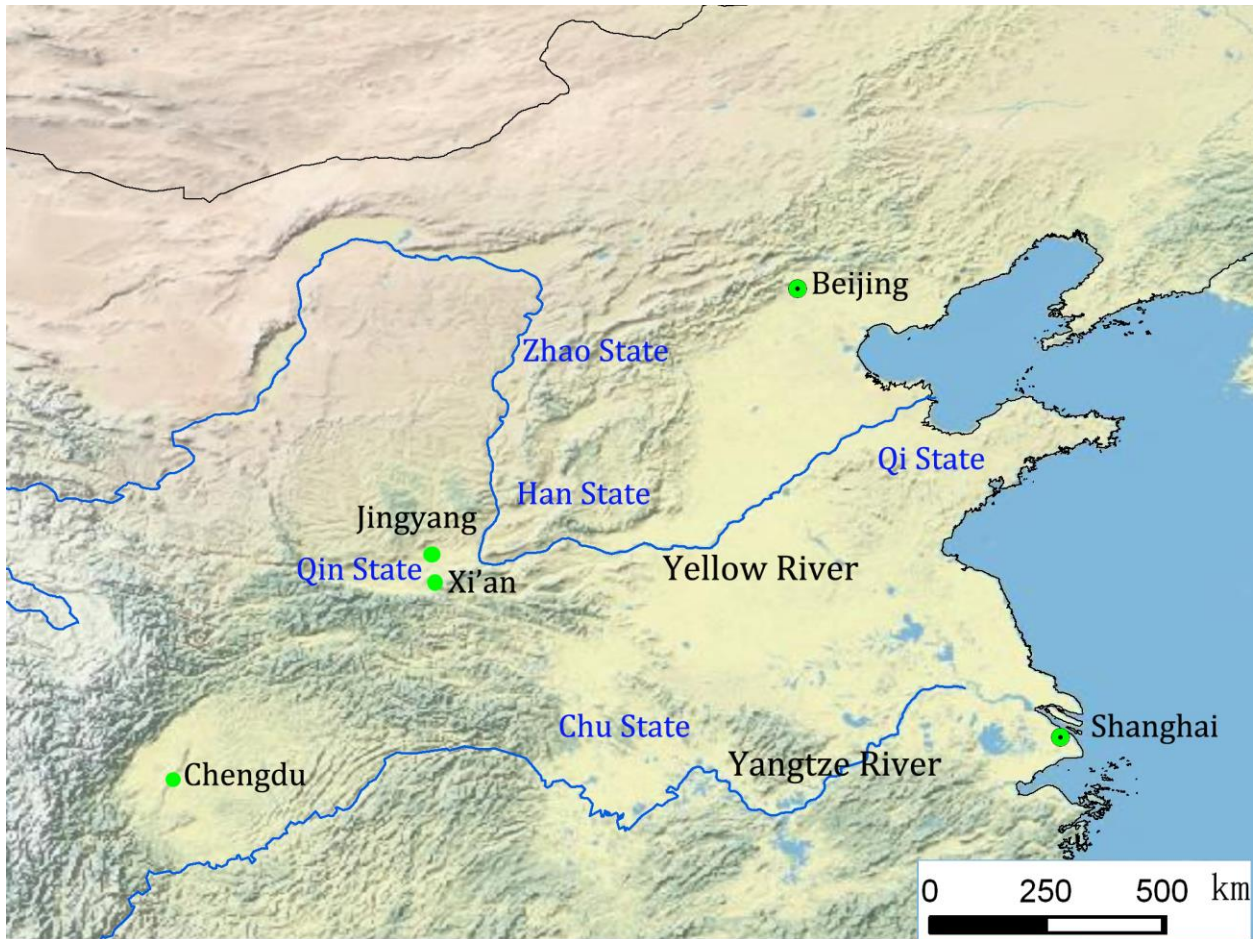 Beijing
Zhao State
Qi State
Han State
Jingyang
Qin State
Xi’an
Yellow River
Chu State
Shanghai
Yangtze River
Chengdu
0 250 500 km